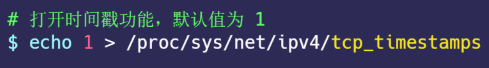 # 打开时间戳功能，默认值为 1
$ echo 1 > /proc/sys/net/ipv4/tcp_timestamps